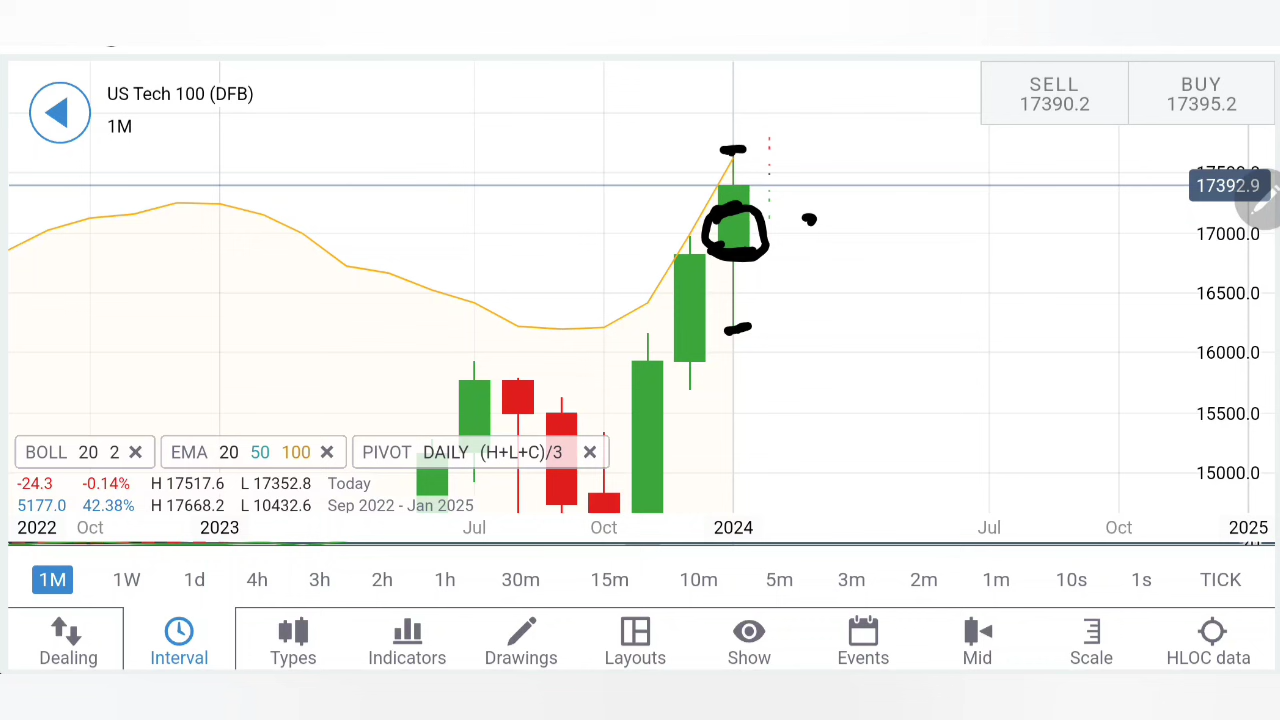 US Tech 100 (DFB)
1M
SELL
17390.2
BUY
17395.2
17392.9
17000.0
16500.0
16000.0
15500.0
15000.0
BOLL 20 2 ×
EMA 20 50 100 ×
PIVOT DAILY (H+L+C)/3 ×
-24.3 -0.14% H 17517.6 L 17352.8 Today
5177.0 42.38% H 17668.2 L 10432.6 Sep 2022 - Jan 2025
2022 Oct 2023 Jul Oct 2024 Jul Oct 2025
1M 1W 1d 4h 3h 2h 1h 30m 15m 10m 5m 3m 2m 1m 10s 1s TICK
Dealing Interval Types Indicators Drawings Layouts Show Events Mid Scale HLOC data